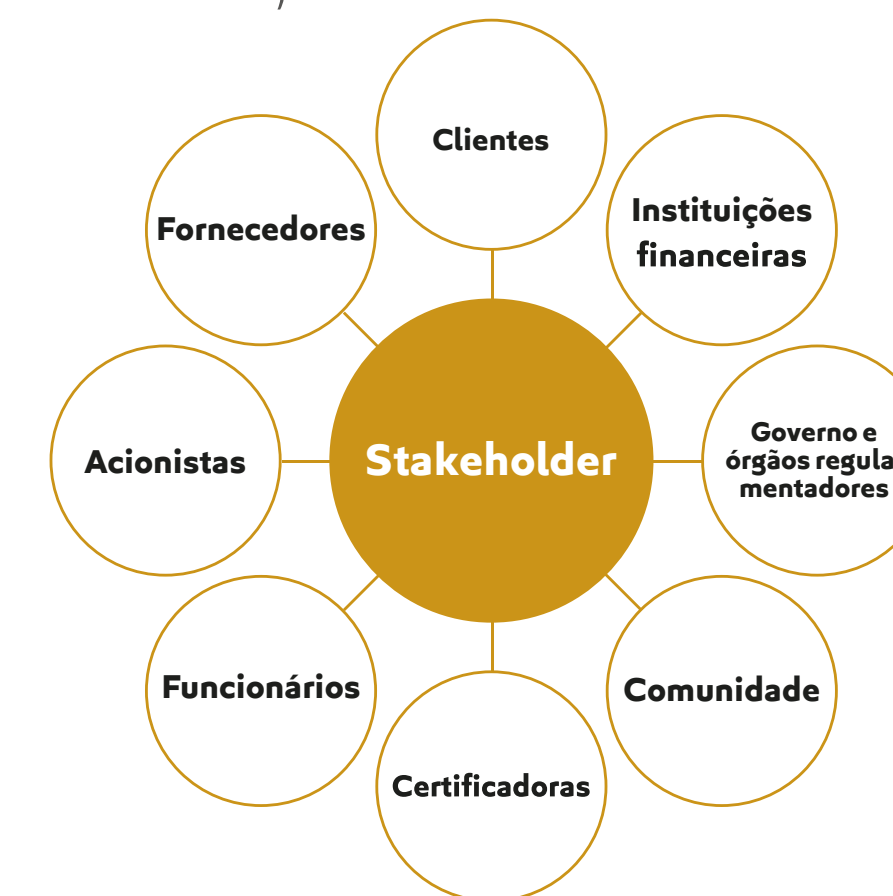 Clientes
Instituições
financeiras
Fornecedores
Governo e
órgãos regula
mentadores
Stakeholder
Acionistas
Funcionários
Comunidade
Certificadoras